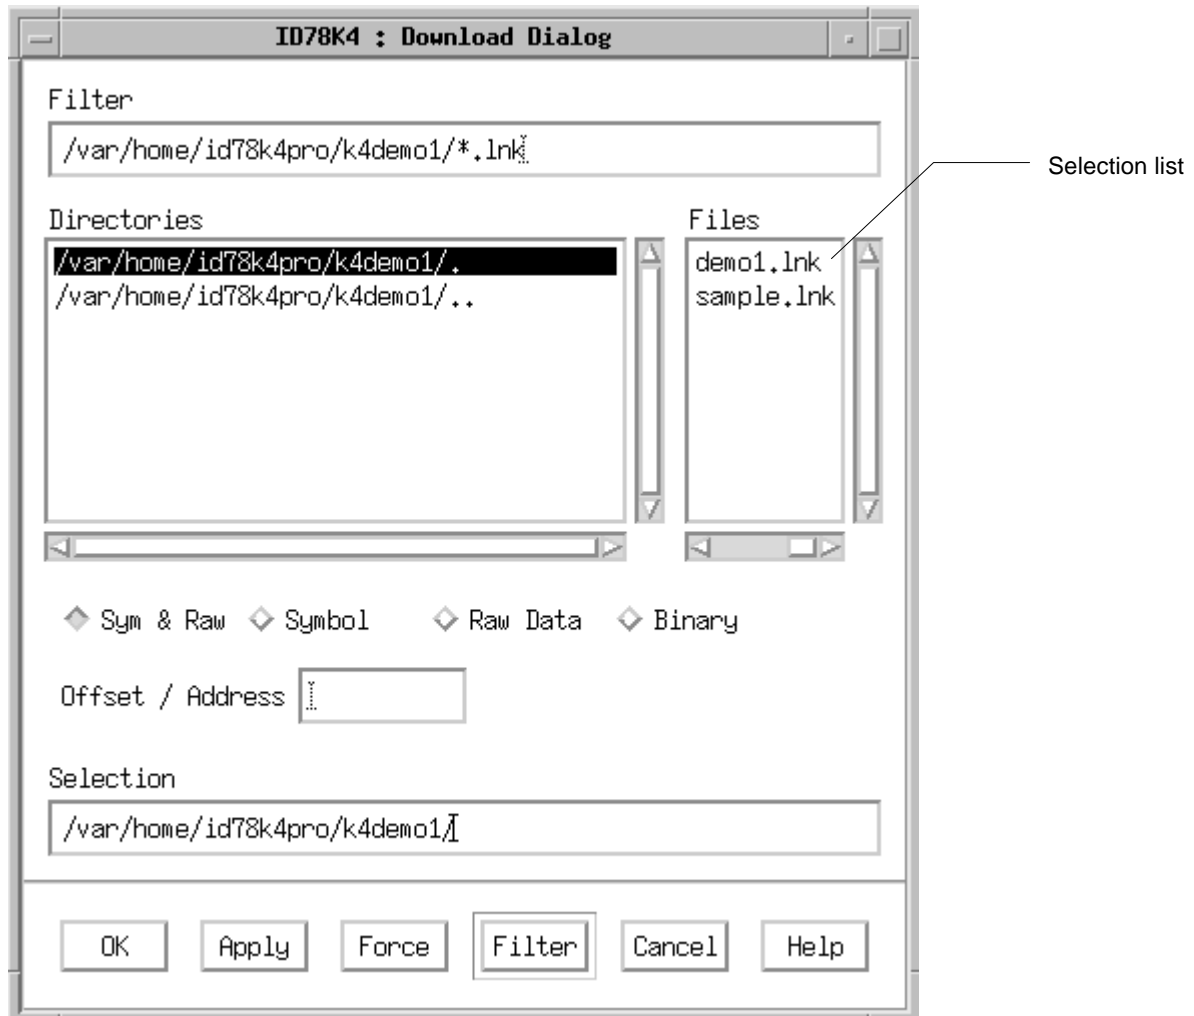 ID78K4 : Download Dialog
Filter
/var/home/id78k4pro/k4demo1/*.lnk
Selection list
Directories Files
/var/home/id78k4pro/k4demo1/. demo1.lnk
/var/home/id78k4pro/k4demo1/.. sample.lnk
Sym & Raw Symbol Raw Data Binary
Offset / Address
Selection
/var/home/id78k4pro/k4demo1/
OK Apply Force Filter Cancel Help